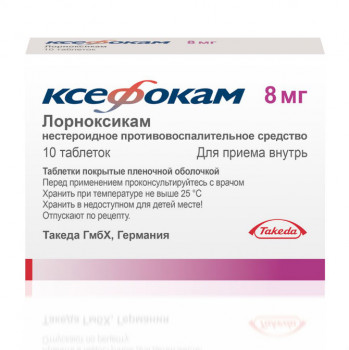 ксефокам 8 мг
Лорноксикам
нестероидное противовоспалительное средство
10 таблеток Для приема внутрь
Таблетки покрытые пленочной оболочкой
Перед применением проконсультируйтесь с врачом
Хранить при температуре не выше 25 °C
Хранить в недоступном для детей месте!
Отпускают по рецепту.
Такеда ГмбХ, Германия
Takeda